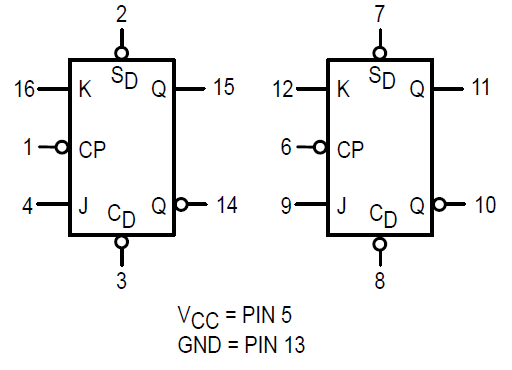 2 7
16 K SD Q 15 12 K SD Q 11
1 CP 6 CP
4 J CD Q 14 9 J CD Q 10
3 8
VCC = PIN 5
GND = PIN 13